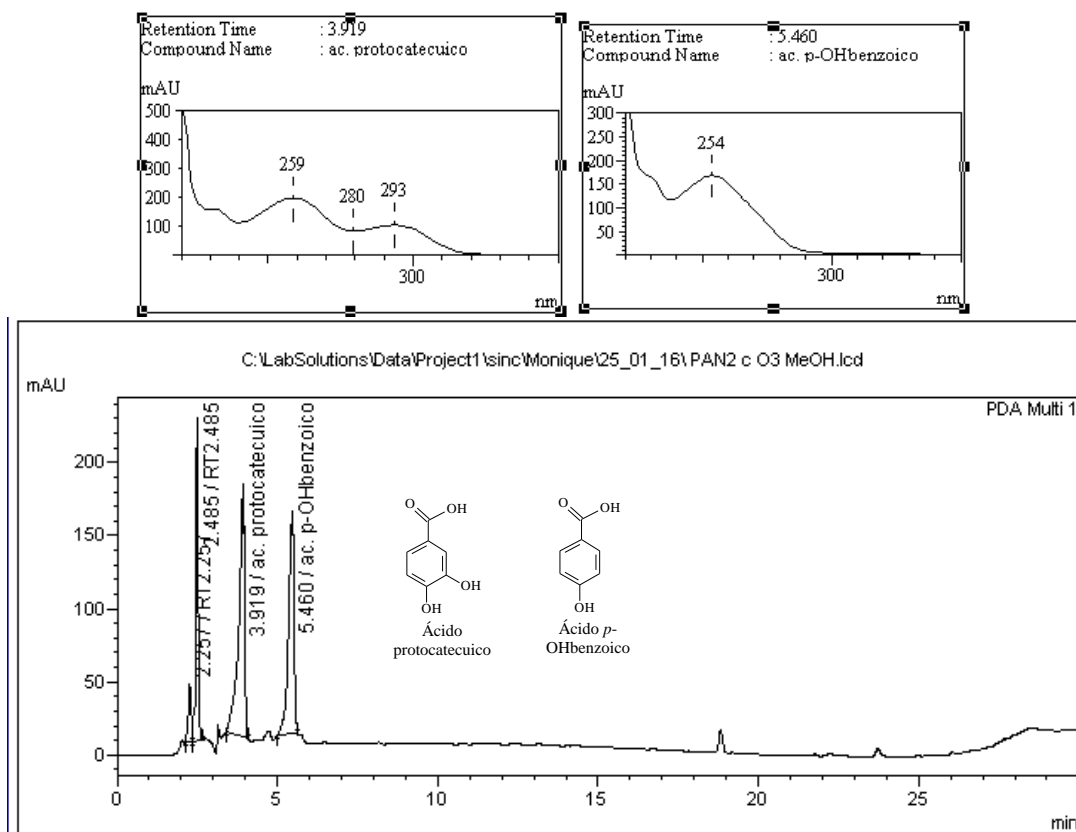 Retention Time : 3.919
Compound Name : ac. protocatecuico
mAU
500
400
300
200
100
259
280
293
300
nm
Retention Time : 5.460
Compound Name : ac. p-OHbenzoico
mAU
300
250
200
150
100
50
254
300
nm
C:\LabSolutions\Data\Project1\sinc\Monique\25_01_16\ PAN2 c O3 MeOH.lcd
mAU
PDA Multi 1
200
150
100
50
0
2.257 / RT2.257
2.485 / RT2.485
3.919 / ac. protocatecuico
5.460 / ac. p-OHbenzoico
O
OH
OH
OH
Ácido
protocatecuico
O
OH
OH
Ácido p-
OHbenzoico
0
5
10
15
20
25
min